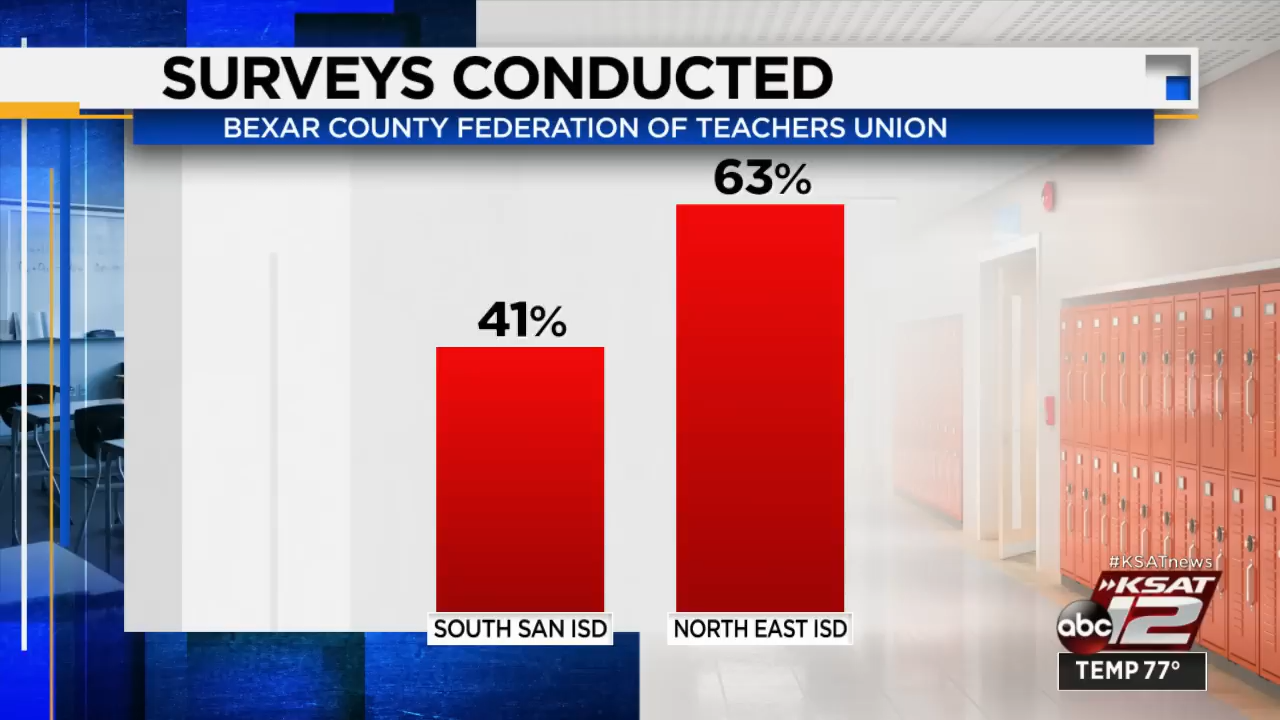 SURVEYS CONDUCTED
BEXAR COUNTY FEDERATION OF TEACHERS UNION
63%
41%
SOUTH SAN ISD
NORTH EAST ISD
#KSATnews
KSAT
abc 12
TEMP 77°